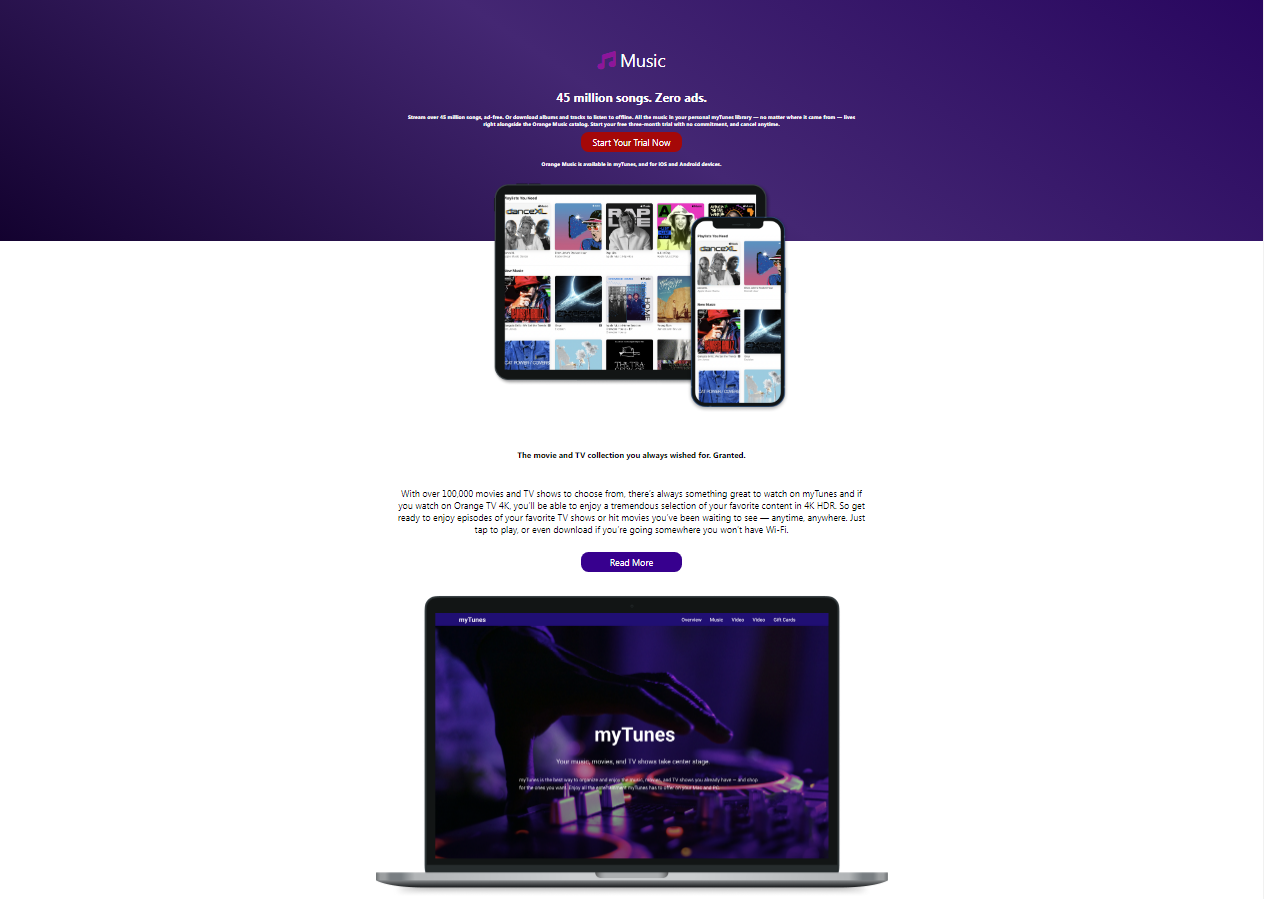 Music
45 million songs. Zero ads.
Stream over 45 million songs, ad-free. Or download albums and tracks to listen to offline. All the music in your personal myTunes library — no matter where it came from — lives
right alongside the Orange Music catalog. Start your free three-month trial with no commitment, and cancel anytime.
Start Your Trial Now
Orange Music is available in myTunes, and for iOS and Android devices.
Playlists You Need
danceXL
RAP
LIFE
New Music
HOME
Playlists You Need
danceXL
New Music
CAT POWER / COVERS
The movie and TV collection you always wished for. Granted.
With over 100,000 movies and TV shows to choose from, there's always something great to watch on myTunes and if
you watch on Orange TV 4K, you'll be able to enjoy a tremendous selection of your favorite content in 4K HDR. So get
ready to enjoy episodes of your favorite TV shows or hit movies you've been waiting to see — anytime, anywhere. Just
tap to play, or even download if you're going somewhere you won't have Wi-Fi.
Read More
myTunes
Overview Music Video Video Gift Cards
myTunes
Your music, movies, and TV shows take center stage.
myTunes is the best way to organize and enjoy the music, movies, and TV shows you already have — and shop
for the ones you want. Enjoy all the entertainment myTunes has to offer on your Mac and PC.